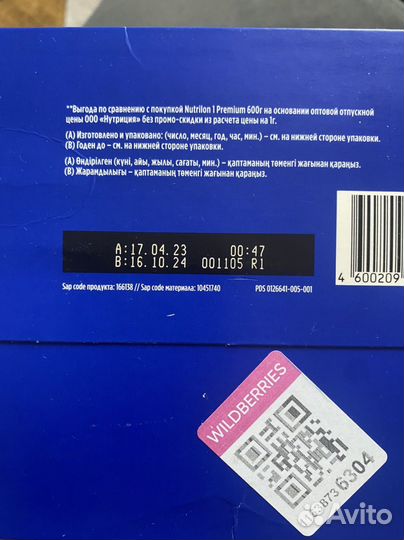 **Выгода по сравнению с покупкой Nutrilon 1 Premium 600г на основании оптовой отпускной
цены ООО «Нутриция» без промо-скидки из расчета цены на 1г.
(A) Изготовлено и упаковано: (число, месяц, год, час, мин.) – см. на нижней стороне упаковки.
(B) Годен до – см. на нижней стороне упаковки.
(A) Өндірілген (күні, айы, жылы, сағаты, мин.) – қаптаманың төменгі жағынан қараңыз.
(B) Жарамдылығы – қаптаманың төменгі жағынан қараңыз.
A:17.04.23 00:47
B:16.10.24 001105 R1
Sap code продукта: 166138 // Sap code материала: 10451740
PDS 0126641-005-001
4 600209
WILDBERRIES
6304
Avito